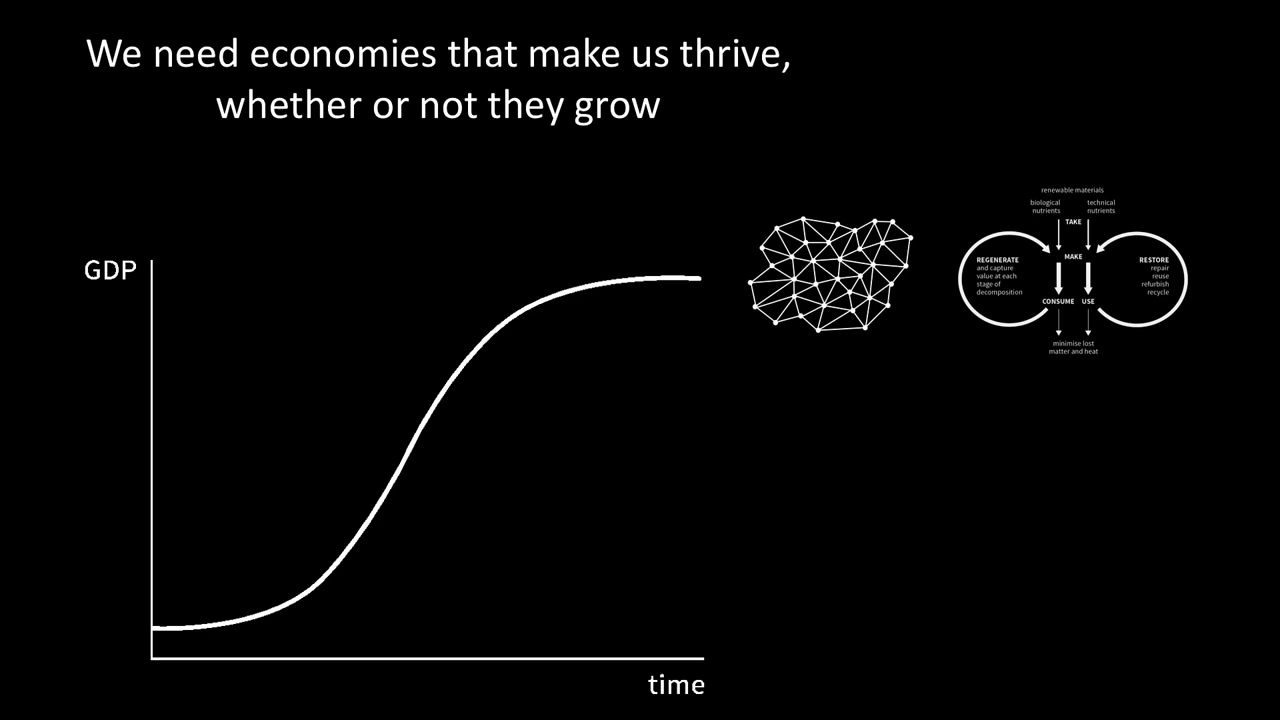 We need economies that make us thrive,
whether or not they grow
GDP
time
renewable materials
biological
nutrients
technical
nutrients
TAKE
MAKE
REGENERATE
and capture
value at each
stage of
decomposition
RESTORE
repair
reuse
refurbish
recycle
CONSUME
USE
minimise lost
matter and heat